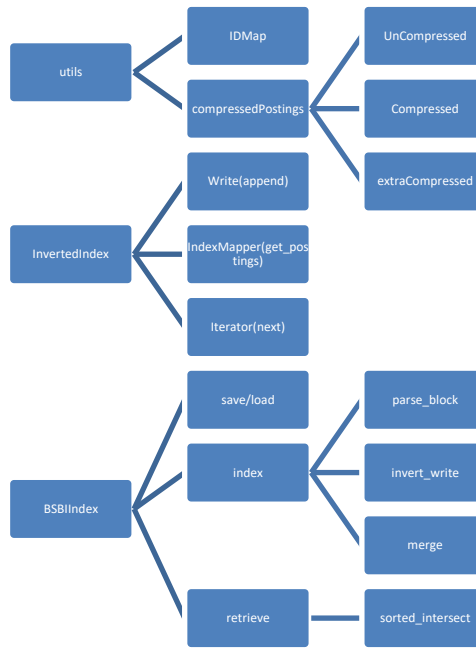 utils
IDMap
compressedPostings
UnCompressed
Compressed
extraCompressed
InvertedIndex
Write(append)
IndexMapper(get_pos
tings)
Iterator(next)
BSBIIndex
save/load
index
parse_block
invert_write
merge
retrieve
sorted_intersect